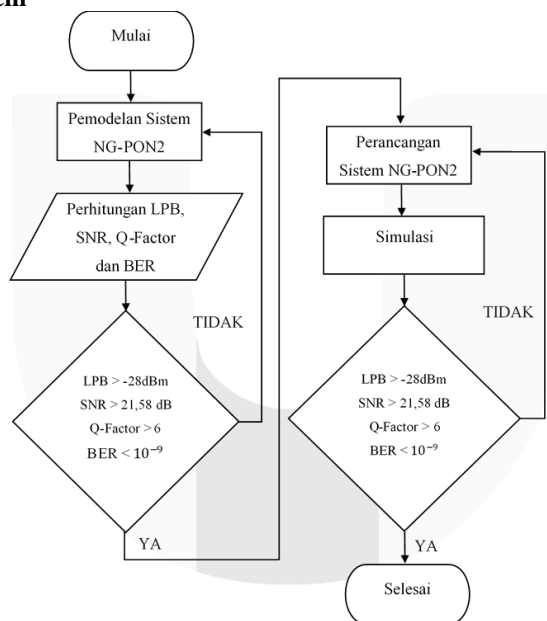 Mulai
Pemodelan Sistem
NG-PON2
Perhitungan LPB,
SNR, Q-Factor
dan BER
TIDAK
LPB > -28dBm
SNR > 21,58 dB
Q-Factor > 6
BER < 10⁻⁹
YA
Perancangan
Sistem NG-PON2
Simulasi
TIDAK
LPB > -28dBm
SNR > 21,58 dB
Q-Factor > 6
BER < 10⁻⁹
YA
Selesai